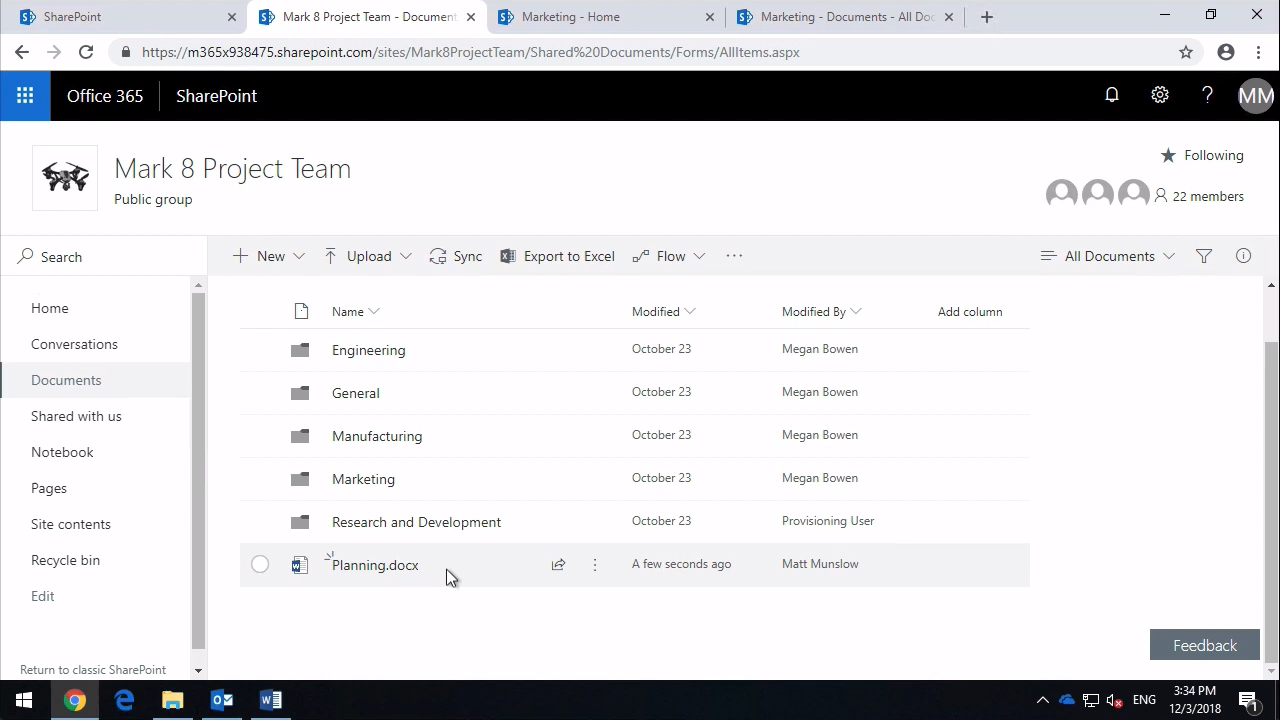 SharePoint
Mark 8 Project Team - Document
Marketing - Home
Marketing - Documents - All Doc
https://m365x938475.sharepoint.com/sites/Mark8ProjectTeam/Shared%20Documents/Forms/AllItems.aspx
Office 365
SharePoint
MM
Mark 8 Project Team
Public group
Following
22 members
Search
New
Upload
Sync
Export to Excel
Flow
All Documents
Home
Conversations
Documents
Shared with us
Notebook
Pages
Site contents
Recycle bin
Edit
Return to classic SharePoint
Name Modified Modified By Add column
Engineering October 23 Megan Bowen
General October 23 Megan Bowen
Manufacturing October 23 Megan Bowen
Marketing October 23 Megan Bowen
Research and Development October 23 Provisioning User
Planning.docx A few seconds ago Matt Munslow
Feedback
ENG
3:34 PM
12/3/2018
1